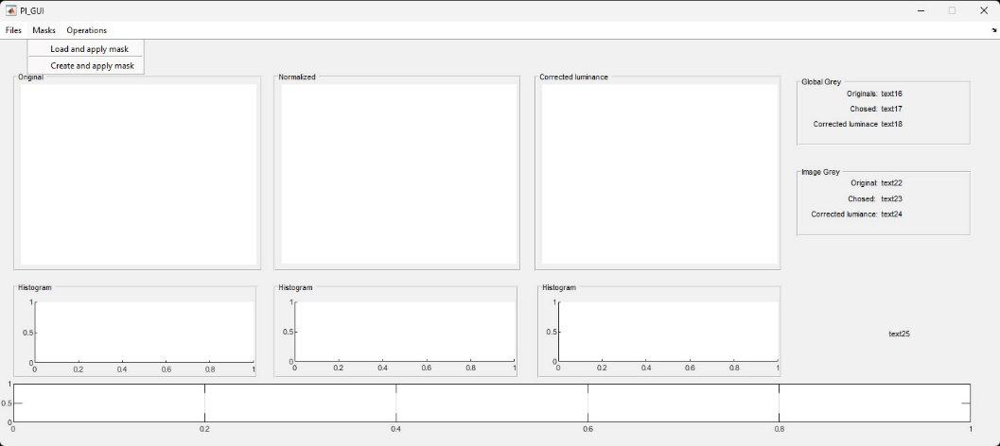 PI_GUI
Files Masks Operations
Load and apply mask
Create and apply mask
Original
Normalized
Corrected luminance
Global Grey
Originals: text16
Chosed: text17
Corrected luminace text18
Image Grey
Original: text22
Chosed: text23
Corrected lumiance: text24
Histogram
1
0.5
0
0 0.2 0.4 0.6 0.8 1
Histogram
1
0.5
0
0 0.2 0.4 0.6 0.8 1
Histogram
1
0.5
0
0 0.2 0.4 0.6 0.8 1
text25
1
0.5
0
0 0.2 0.4 0.6 0.8 1